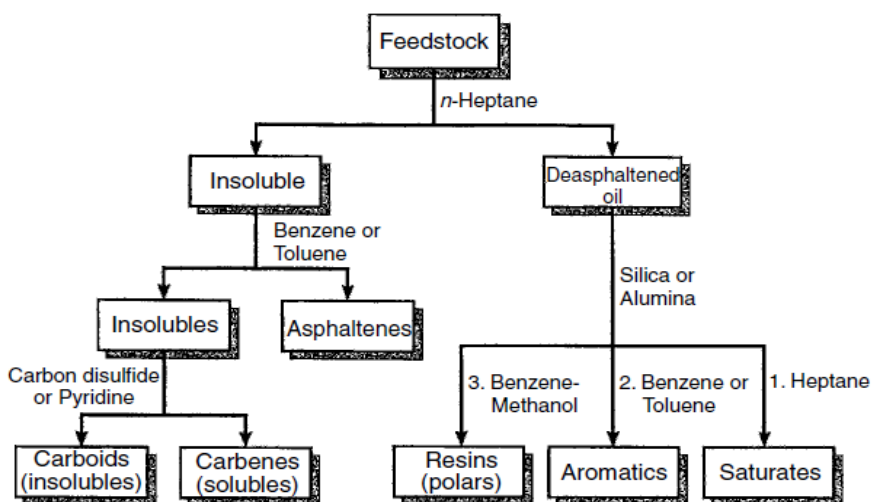 Feedstock
n-Heptane
Insoluble
Deasphaltened
oil
Benzene or
Toluene
Silica or
Alumina
Insolubles
Asphaltenes
Carbon disulfide
or Pyridine
3. Benzene-
Methanol
2. Benzene or
Toluene
1. Heptane
Carboids
(insolubles)
Carbenes
(solubles)
Resins
(polars)
Aromatics
Saturates